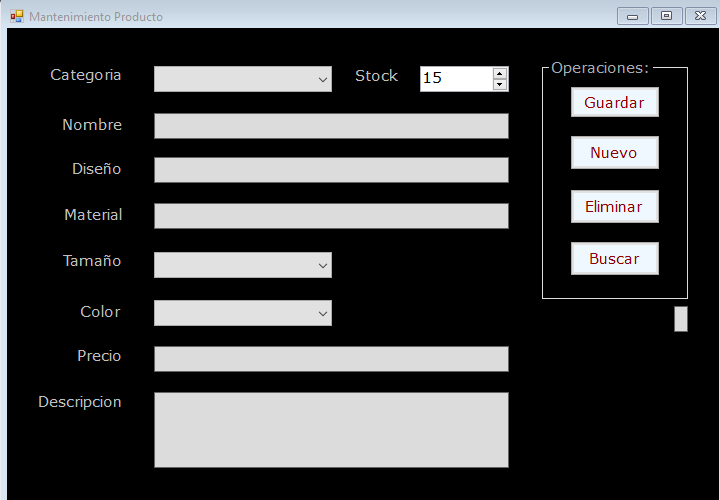 Mantenimiento Producto
Categoria
Stock
15
Operaciones:
Guardar
Nombre
Nuevo
Diseño
Material
Eliminar
Tamaño
Buscar
Color
Precio
Descripcion